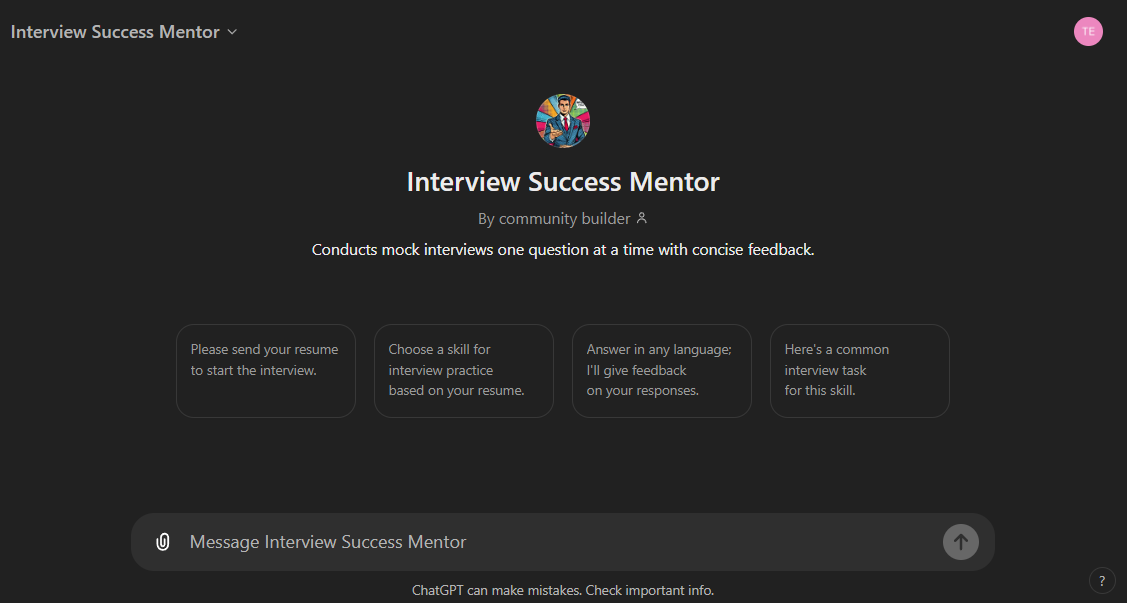 Interview Success Mentor
TE
Interview Success Mentor
By community builder
Conducts mock interviews one question at a time with concise feedback.
Please send your resume
to start the interview.
Choose a skill for
interview practice
based on your resume.
Answer in any language;
I'll give feedback
on your responses.
Here's a common
interview task
for this skill.
Message Interview Success Mentor
ChatGPT can make mistakes. Check important info.
?